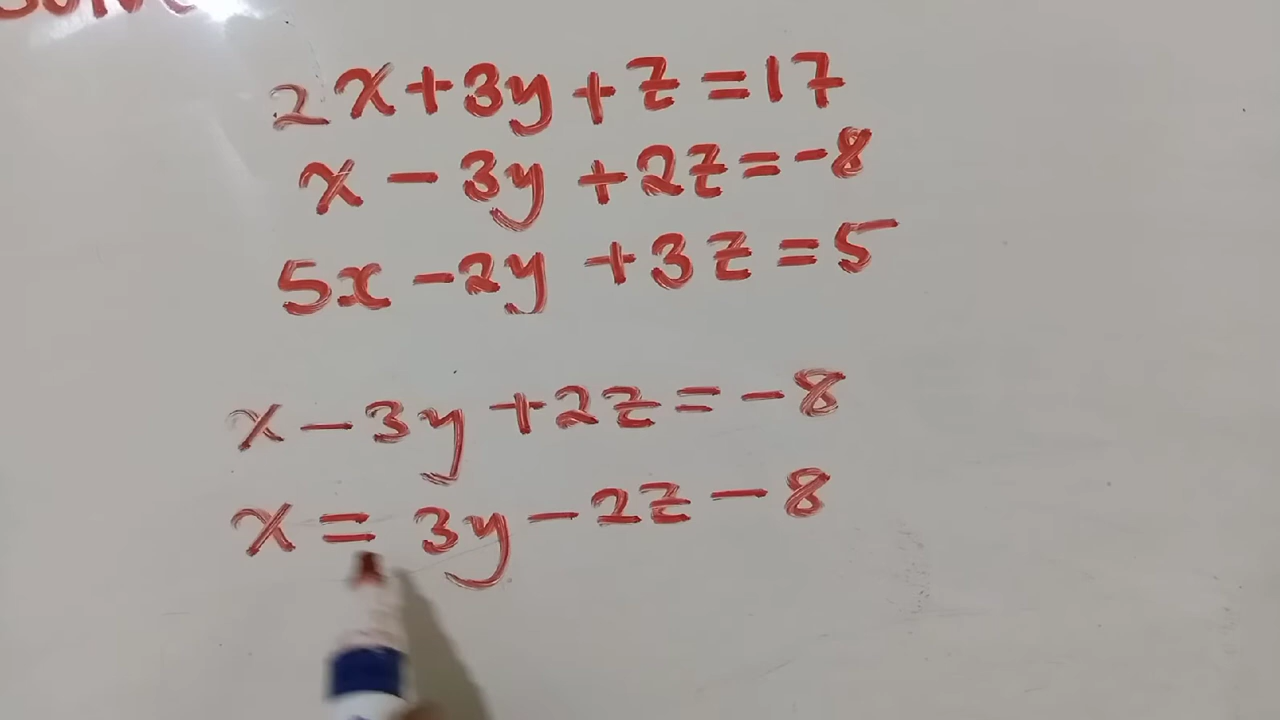 2x+3y+z=17
x-3y+2z=-8
5x-2y+3z=5
x-3y+2z=-8
x=3y-2z-8